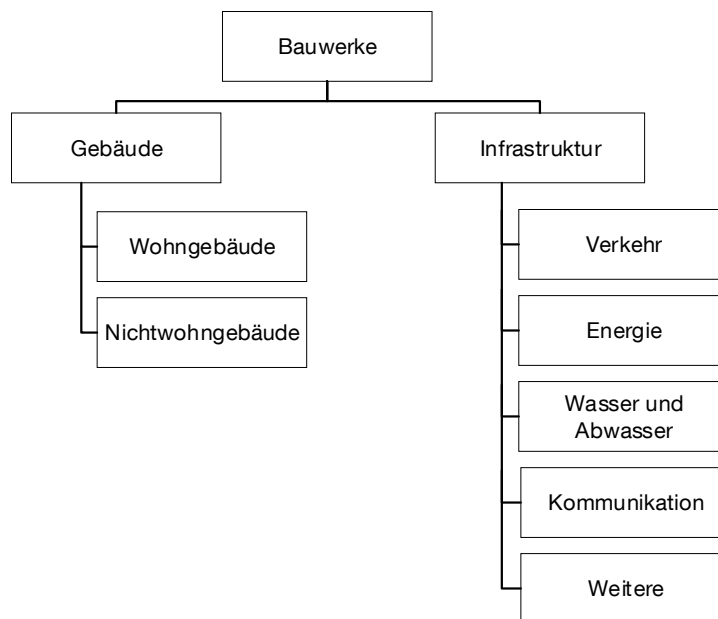 Bauwerke
Gebäude
Infrastruktur
Wohngebäude
Nichtwohngebäude
Verkehr
Energie
Wasser und
Abwasser
Kommunikation
Weitere